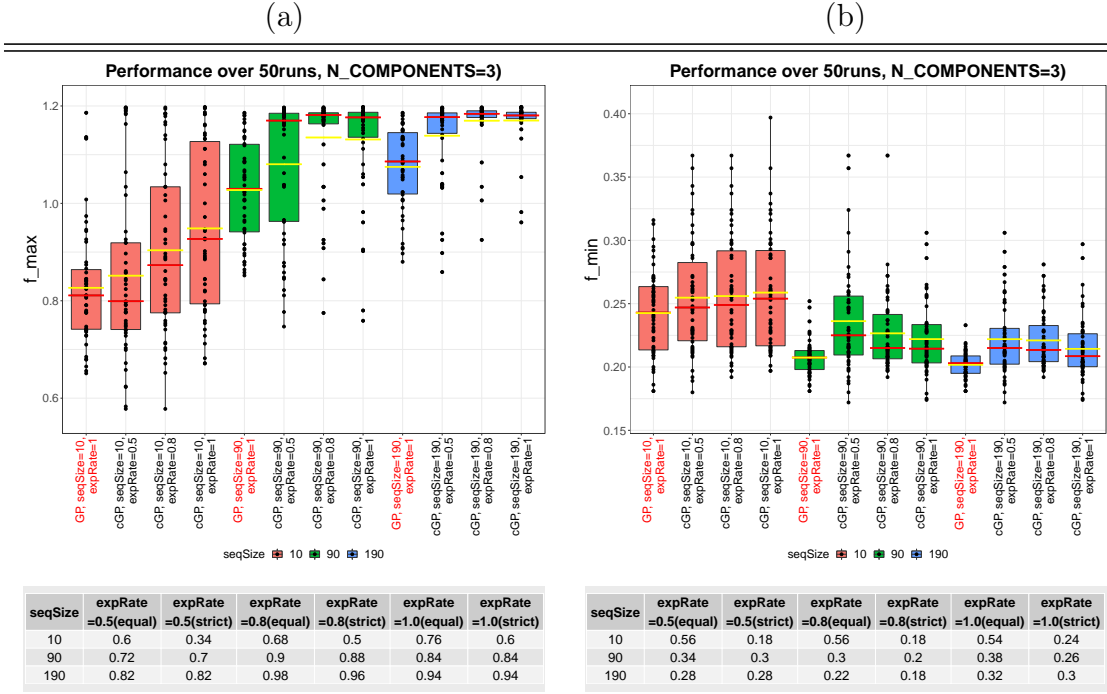 (a)
Performance over 50runs, N_COMPONENTS=3)
f_max
1.2
1.0
0.8
0.6
GP, seqSize=10,
expRate=1
cGP, seqSize=10,
expRate=0.5
cGP, seqSize=10,
expRate=0.8
cGP, seqSize=10,
expRate=1
GP, seqSize=90,
expRate=1
cGP, seqSize=90,
expRate=0.5
cGP, seqSize=90,
expRate=0.8
cGP, seqSize=90,
expRate=1
GP, seqSize=190,
expRate=1
cGP, seqSize=190,
expRate=0.5
cGP, seqSize=190,
expRate=0.8
cGP, seqSize=190,
expRate=1
seqSize 10 90 190
seqSize expRate =0.5(equal) expRate =0.5(strict) expRate =0.8(equal) expRate =0.8(strict) expRate =1.0(equal) expRate =1.0(strict)
10 0.6 0.34 0.68 0.5 0.76 0.6
90 0.72 0.7 0.9 0.88 0.84 0.84
190 0.82 0.82 0.98 0.96 0.94 0.94
(b)
Performance over 50runs, N_COMPONENTS=3)
f_min
0.40
0.35
0.30
0.25
0.20
0.15
GP, seqSize=10,
expRate=1
cGP, seqSize=10,
expRate=0.5
cGP, seqSize=10,
expRate=0.8
cGP, seqSize=10,
expRate=1
GP, seqSize=90,
expRate=1
cGP, seqSize=90,
expRate=0.5
cGP, seqSize=90,
expRate=0.8
cGP, seqSize=90,
expRate=1
GP, seqSize=190,
expRate=1
cGP, seqSize=190,
expRate=0.5
cGP, seqSize=190,
expRate=0.8
cGP, seqSize=190,
expRate=1
seqSize 10 90 190
seqSize expRate =0.5(equal) expRate =0.5(strict) expRate =0.8(equal) expRate =0.8(strict) expRate =1.0(equal) expRate =1.0(strict)
10 0.56 0.18 0.56 0.18 0.54 0.24
90 0.34 0.3 0.3 0.2 0.38 0.26
190 0.28 0.28 0.22 0.18 0.32 0.3